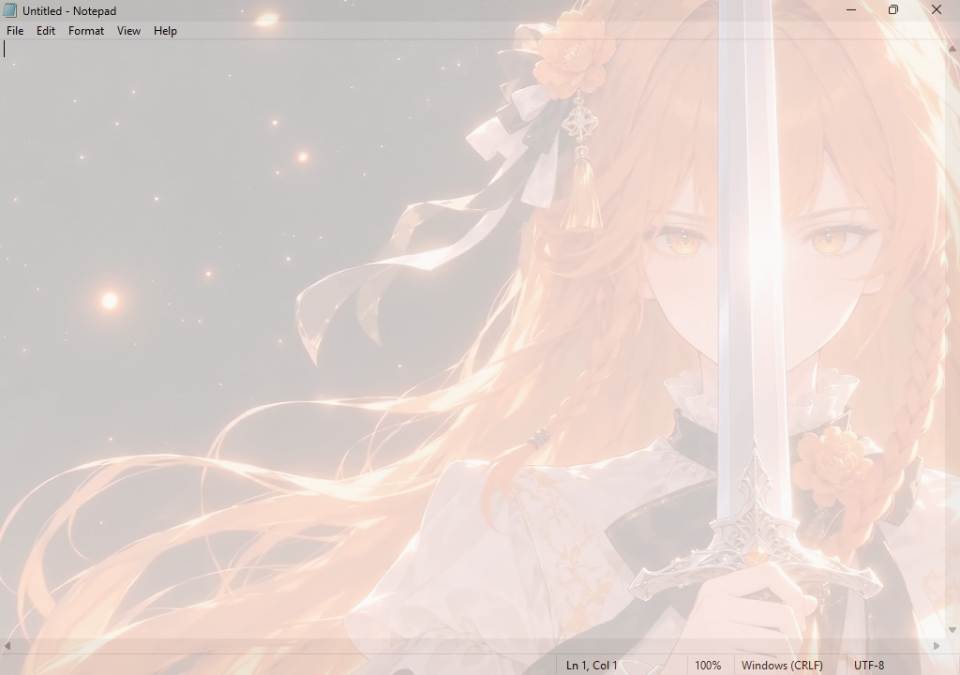 Untitled - Notepad
File Edit Format View Help
Ln 1, Col 1 100% Windows (CRLF) UTF-8